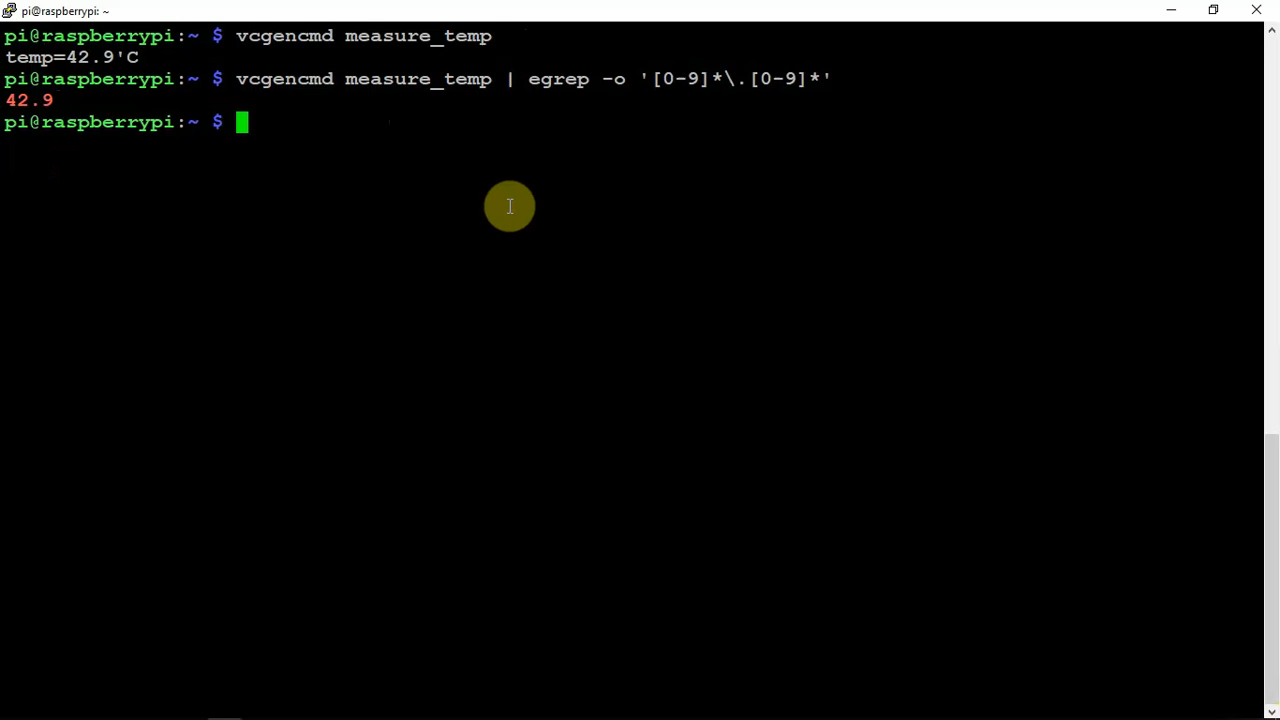 pi@raspberrypi: ~
pi@raspberrypi:~ $ vcgencmd measure_temp
temp=42.9'C
pi@raspberrypi:~ $ vcgencmd measure_temp | egrep -o '[0-9]*\.[0-9]*'
42.9
pi@raspberrypi:~ $